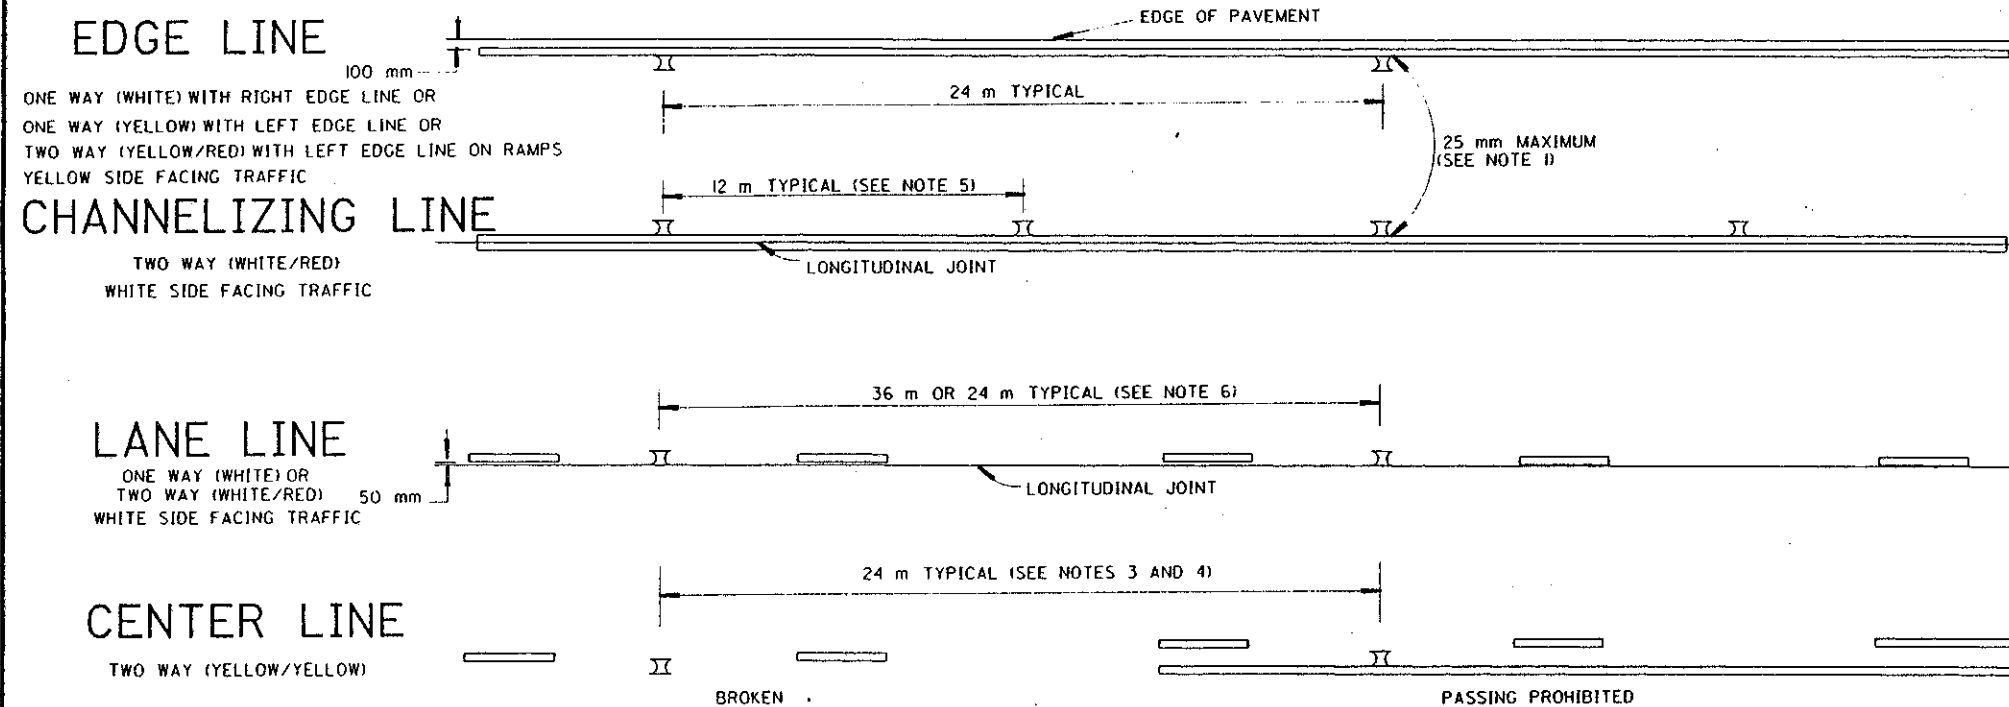 EDGE OF PAVEMENT
EDGE LINE
100 mm
ONE WAY (WHITE) WITH RIGHT EDGE LINE OR
ONE WAY (YELLOW) WITH LEFT EDGE LINE OR
TWO WAY (YELLOW/RED) WITH LEFT EDGE LINE ON RAMPS
YELLOW SIDE FACING TRAFFIC
24 m TYPICAL
25 mm MAXIMUM
(SEE NOTE 1)
12 m TYPICAL (SEE NOTE 5)
CHANNELIZING LINE
TWO WAY (WHITE/RED)
WHITE SIDE FACING TRAFFIC
LONGITUDINAL JOINT
36 m OR 24 m TYPICAL (SEE NOTE 6)
LANE LINE
ONE WAY (WHITE) OR
TWO WAY (WHITE/RED)
WHITE SIDE FACING TRAFFIC
50 mm
LONGITUDINAL JOINT
24 m TYPICAL (SEE NOTES 3 AND 4)
CENTER LINE
TWO WAY (YELLOW/YELLOW)
BROKEN
PASSING PROHIBITED